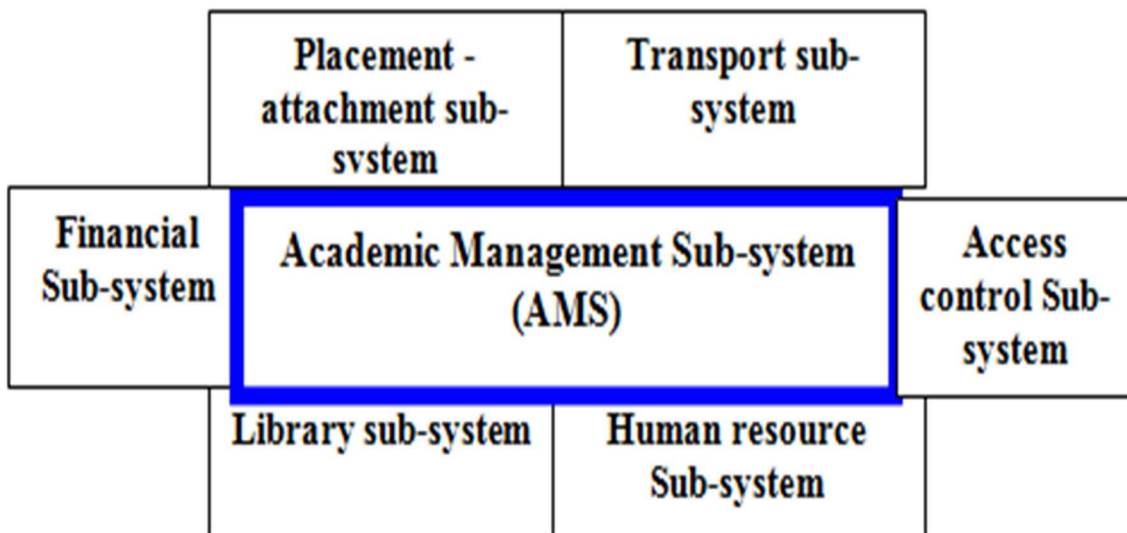 Placement -
attachment sub-
system
Transport sub-
system
Financial
Sub-system
Academic Management Sub-system
(AMS)
Access
control Sub-
system
Library sub-system
Human resource
Sub-system